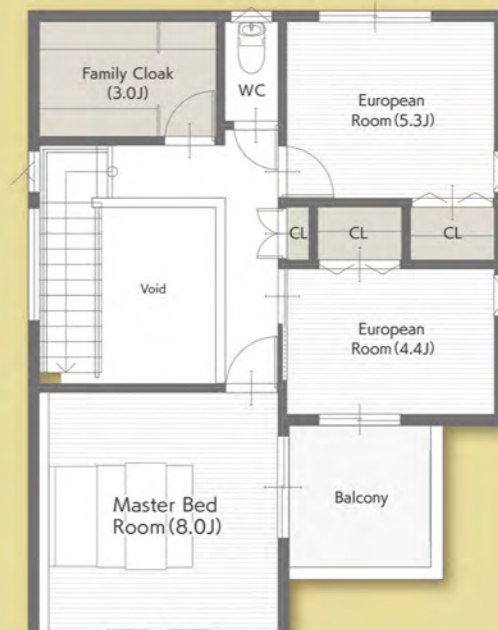 Family Cloak
(3.0J)
WC
European
Room (5.3J)
CL
CL
CL
Void
European
Room (4.4J)
Master Bed
Room (8.0J)
Balcony